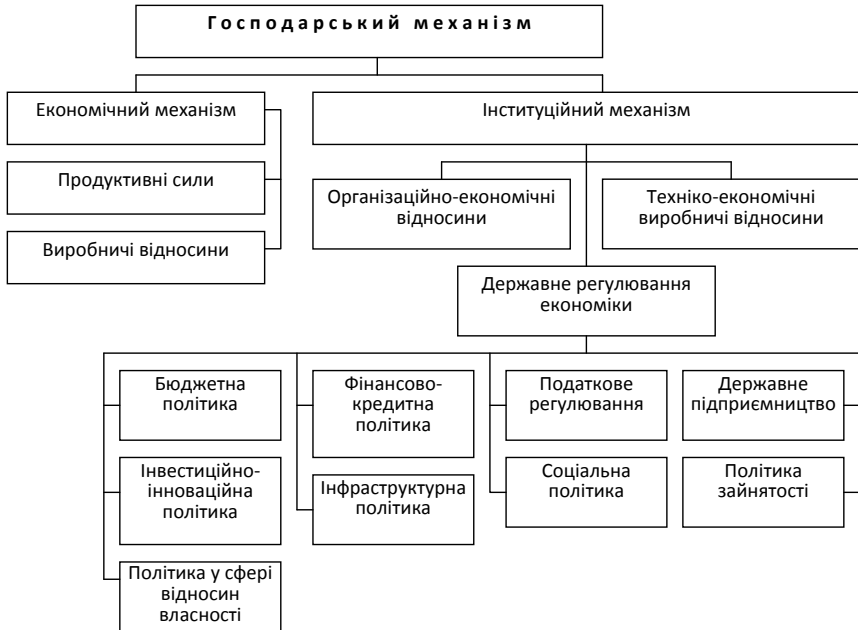 Господарський механізм
Економічний механізм
Інституційний механізм
Продуктивні сили
Організаційно-економічні
відносини
Техніко-економічні
виробничі відносини
Виробничі відносини
Державне регулювання
економіки
Бюджетна
політика
Фінансово-
кредитна
політика
Податкове
регулювання
Державне
підприємництво
Інвестиційно-
інноваційна
політика
Інфраструктурна
політика
Соціальна
політика
Політика
зайнятості
Політика у сфері
відносин
власності